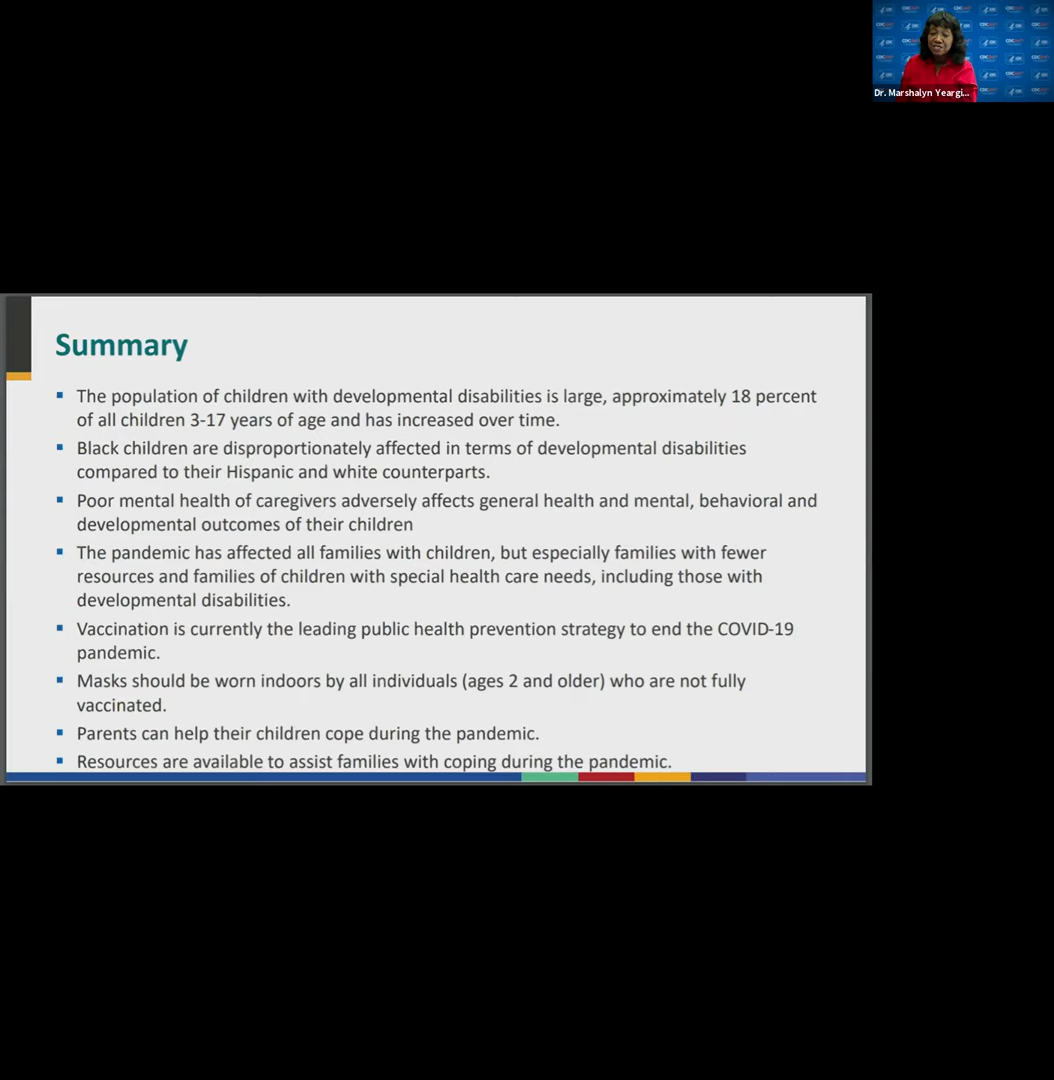 Dr. Marshalyn Yeargi...
Summary
The population of children with developmental disabilities is large, approximately 18 percent
of all children 3-17 years of age and has increased over time.
Black children are disproportionately affected in terms of developmental disabilities
compared to their Hispanic and white counterparts.
Poor mental health of caregivers adversely affects general health and mental, behavioral and
developmental outcomes of their children
The pandemic has affected all families with children, but especially families with fewer
resources and families of children with special health care needs, including those with
developmental disabilities.
Vaccination is currently the leading public health prevention strategy to end the COVID-19
pandemic.
Masks should be worn indoors by all individuals (ages 2 and older) who are not fully
vaccinated.
Parents can help their children cope during the pandemic.
Resources are available to assist families with coping during the pandemic.